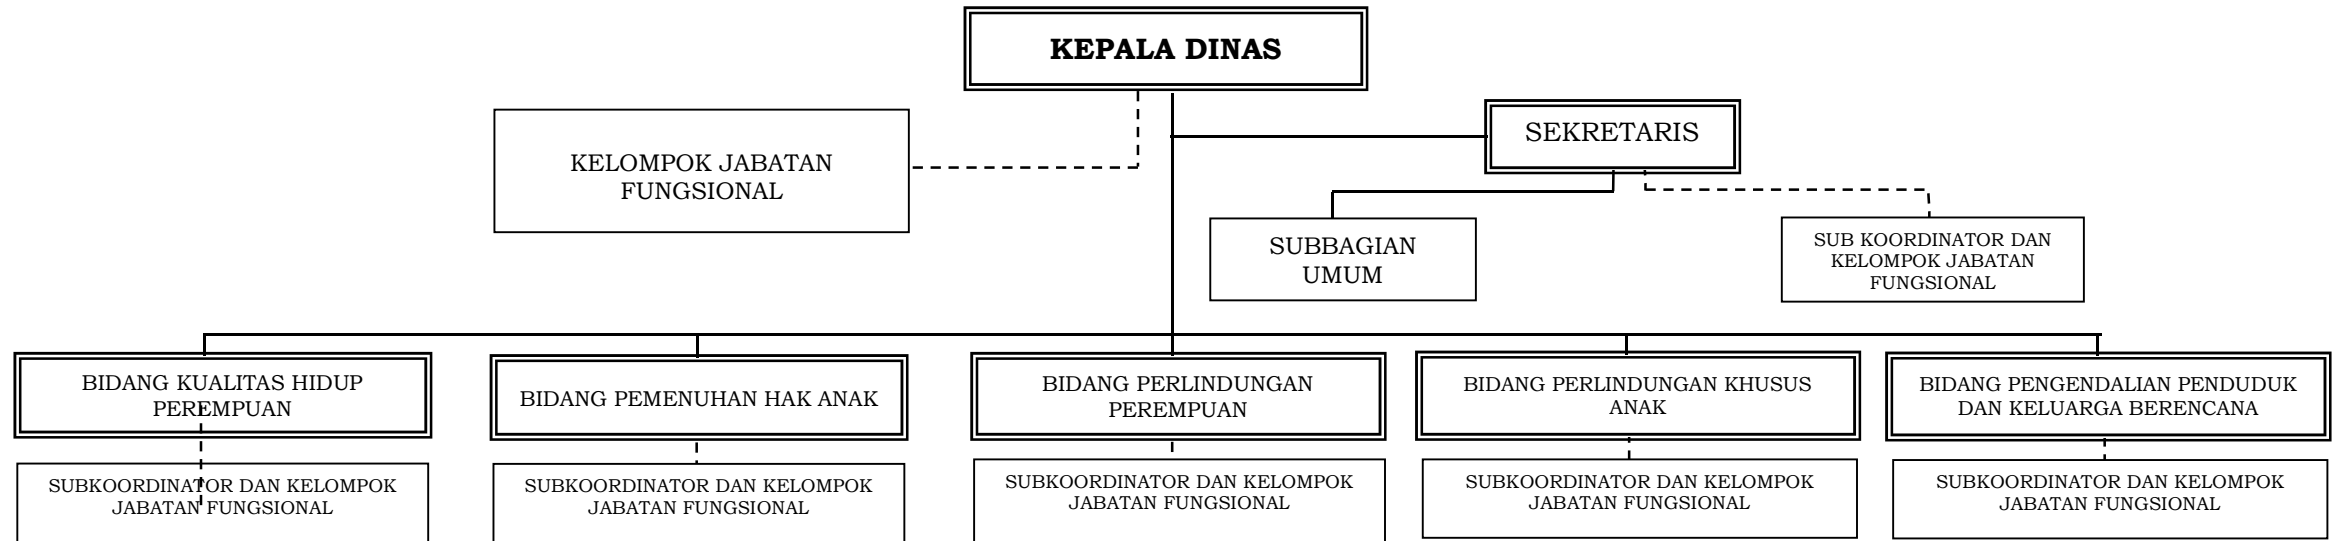 KEPALA DINAS
SEKRETARIS
KELOMPOK JABATAN
FUNGSIONAL
SUBBAGIAN
UMUM
SUB KOORDINATOR DAN
KELOMPOK JABATAN
FUNGSIONAL
BIDANG KUALITAS HIDUP
PEREMPUAN
BIDANG PEMENUHAN HAK ANAK
BIDANG PERLINDUNGAN
PEREMPUAN
BIDANG PERLINDUNGAN KHUSUS
ANAK
BIDANG PENGENDALIAN PENDUDUK
DAN KELUARGA BERENCANA
SUBKOORDINATOR DAN KELOMPOK
JABATAN FUNGSIONAL
SUBKOORDINATOR DAN KELOMPOK
JABATAN FUNGSIONAL
SUBKOORDINATOR DAN KELOMPOK
JABATAN FUNGSIONAL
SUBKOORDINATOR DAN KELOMPOK
JABATAN FUNGSIONAL
SUBKOORDINATOR DAN KELOMPOK
JABATAN FUNGSIONAL